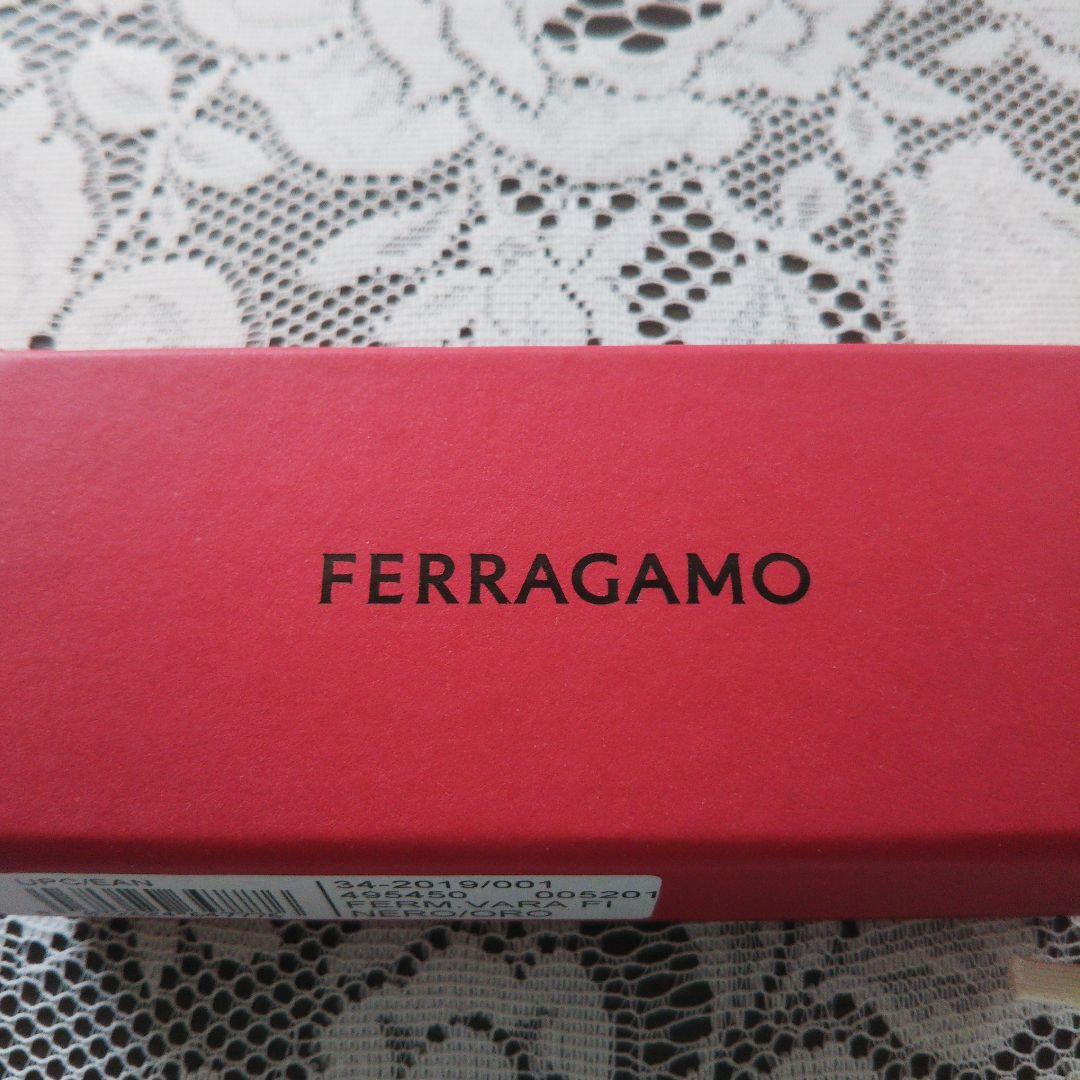 FERRAGAMO
UPC/EAN
34-2019/001
495450 005201
FERM.VARA FI
NERO/ORO